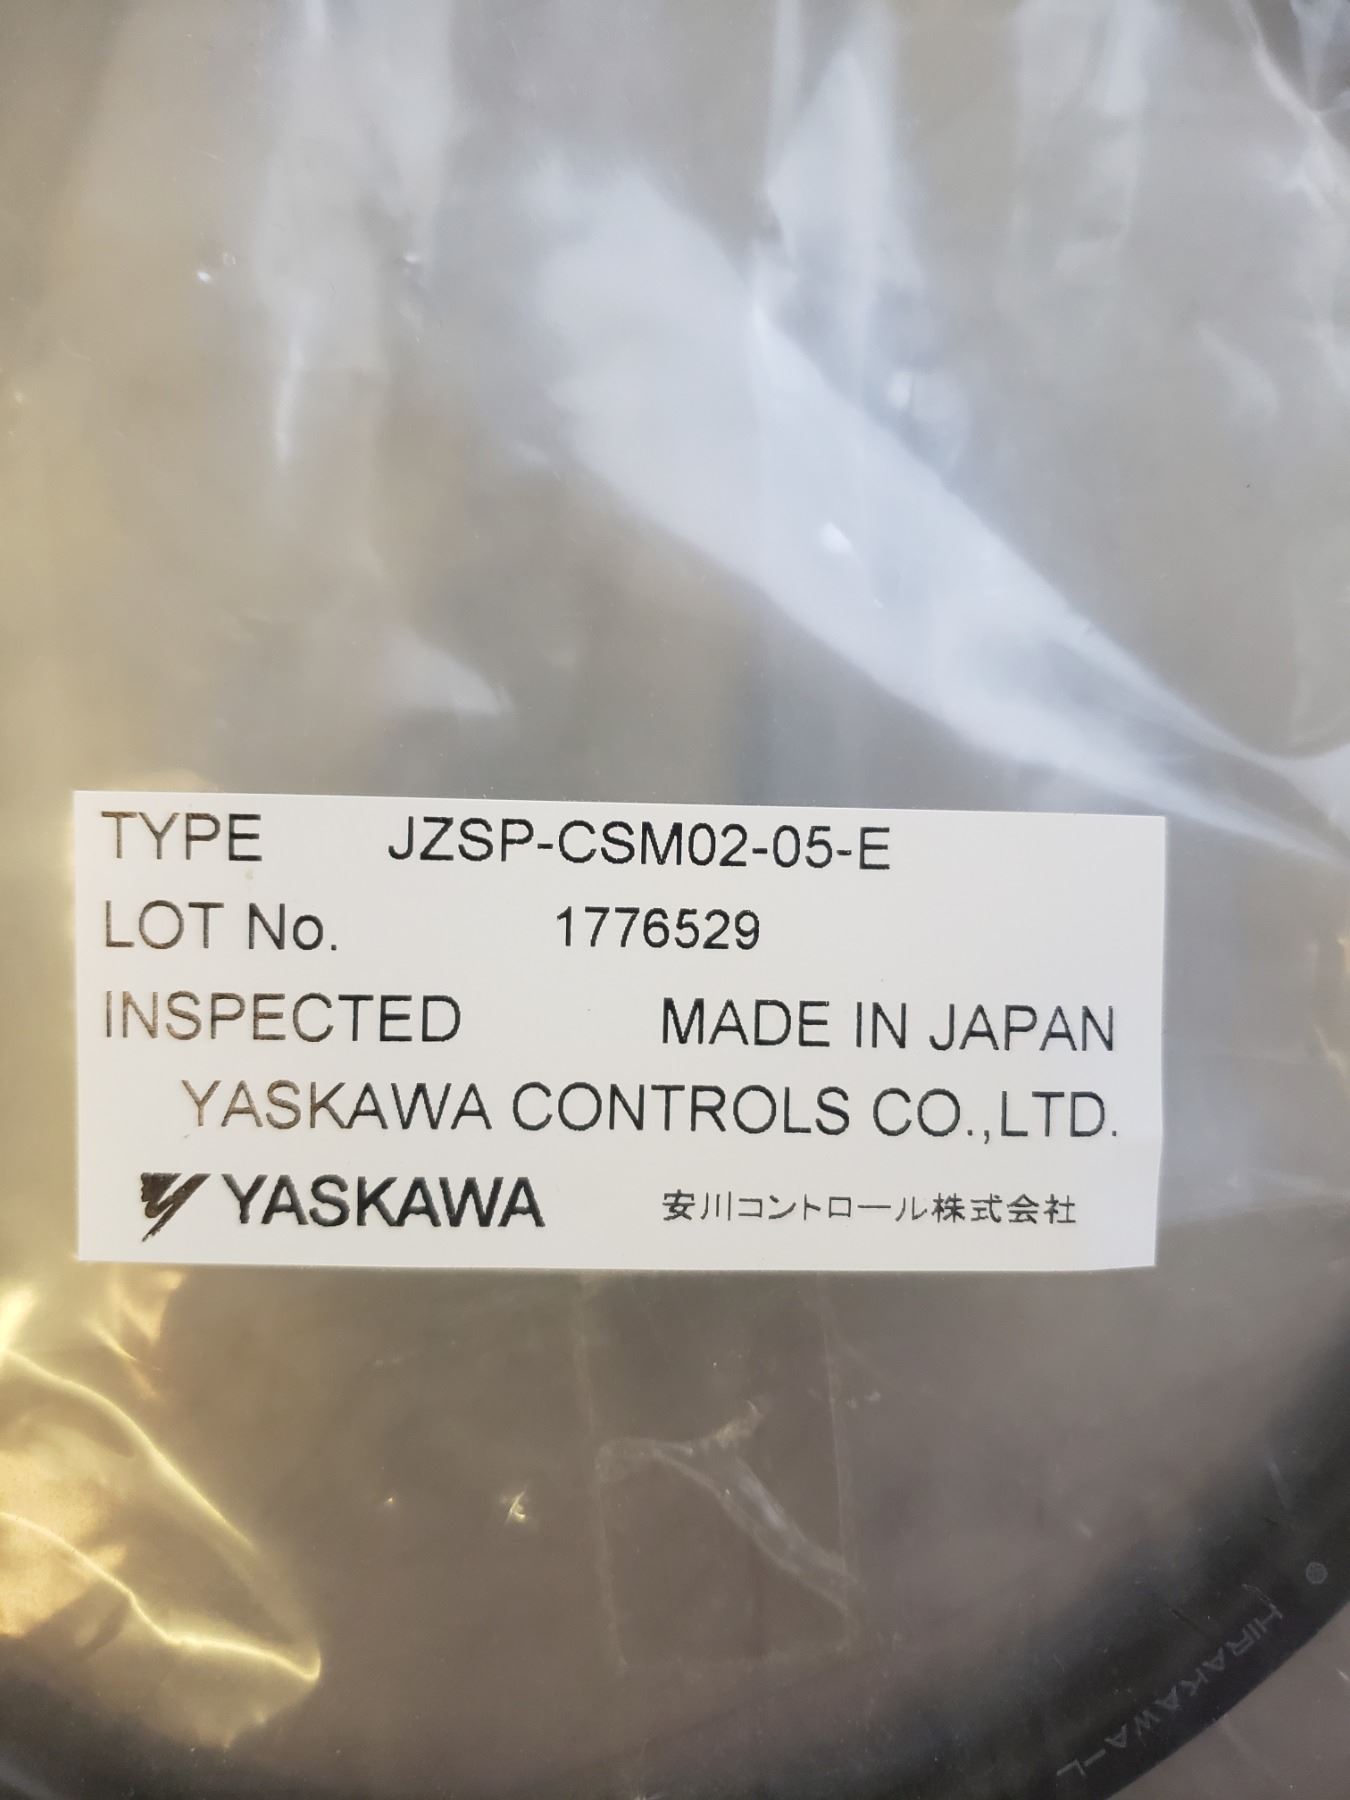 TYPE JZSP-CSM02-05-E
LOT No. 1776529
INSPECTED MADE IN JAPAN
YASKAWA CONTROLS CO.,LTD.
YASKAWA 安川コントロール株式会社
HIRAKAWA-L